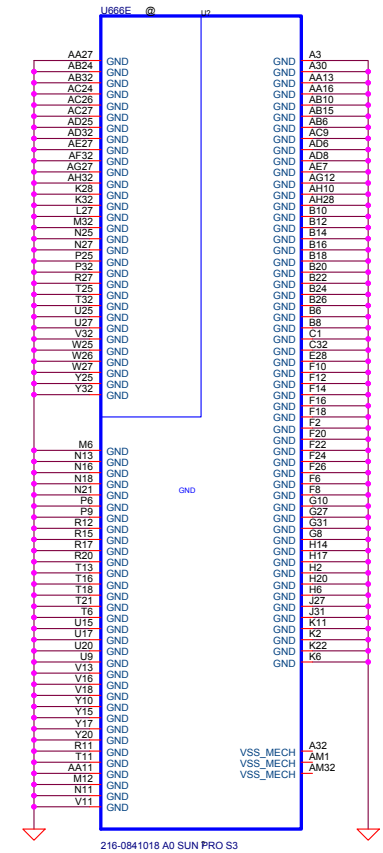 U666E @ U?
AA27 GND
AB24 GND
AB32 GND
AC24 GND
AC26 GND
AC27 GND
AD25 GND
AD32 GND
AE27 GND
AF32 GND
AG27 GND
AH32 GND
K28 GND
K32 GND
L27 GND
M32 GND
N25 GND
N27 GND
P25 GND
P32 GND
R27 GND
T25 GND
T32 GND
U25 GND
U27 GND
V32 GND
W25 GND
W26 GND
W27 GND
Y25 GND
Y32 GND
M6 GND
N13 GND
N16 GND
N18 GND
N21 GND
P6 GND
P9 GND
R12 GND
R15 GND
R17 GND
R20 GND
T13 GND
T16 GND
T18 GND
T21 GND
T6 GND
U15 GND
U17 GND
U20 GND
U9 GND
V13 GND
V16 GND
V18 GND
Y10 GND
Y15 GND
Y17 GND
Y20 GND
R11 GND
T11 GND
AA11 GND
M12 GND
N11 GND
V11 GND
GND
GND A3
GND A30
GND AA13
GND AA16
GND AB10
GND AB15
GND AB6
GND AC9
GND AD6
GND AD8
GND AE7
GND AG12
GND AH10
GND AH28
GND B10
GND B12
GND B14
GND B16
GND B18
GND B20
GND B22
GND B24
GND B26
GND B6
GND B8
GND C1
GND C32
GND E28
GND F10
GND F12
GND F14
GND F16
GND F18
GND F2
GND F20
GND F22
GND F24
GND F26
GND F6
GND F8
GND G10
GND G27
GND G31
GND G8
GND H14
GND H17
GND H2
GND H20
GND H6
GND J27
GND J31
GND K11
GND K2
GND K22
GND K6
VSS_MECH A32
VSS_MECH AM1
VSS_MECH AM32
216-0841018 A0 SUN PRO S3